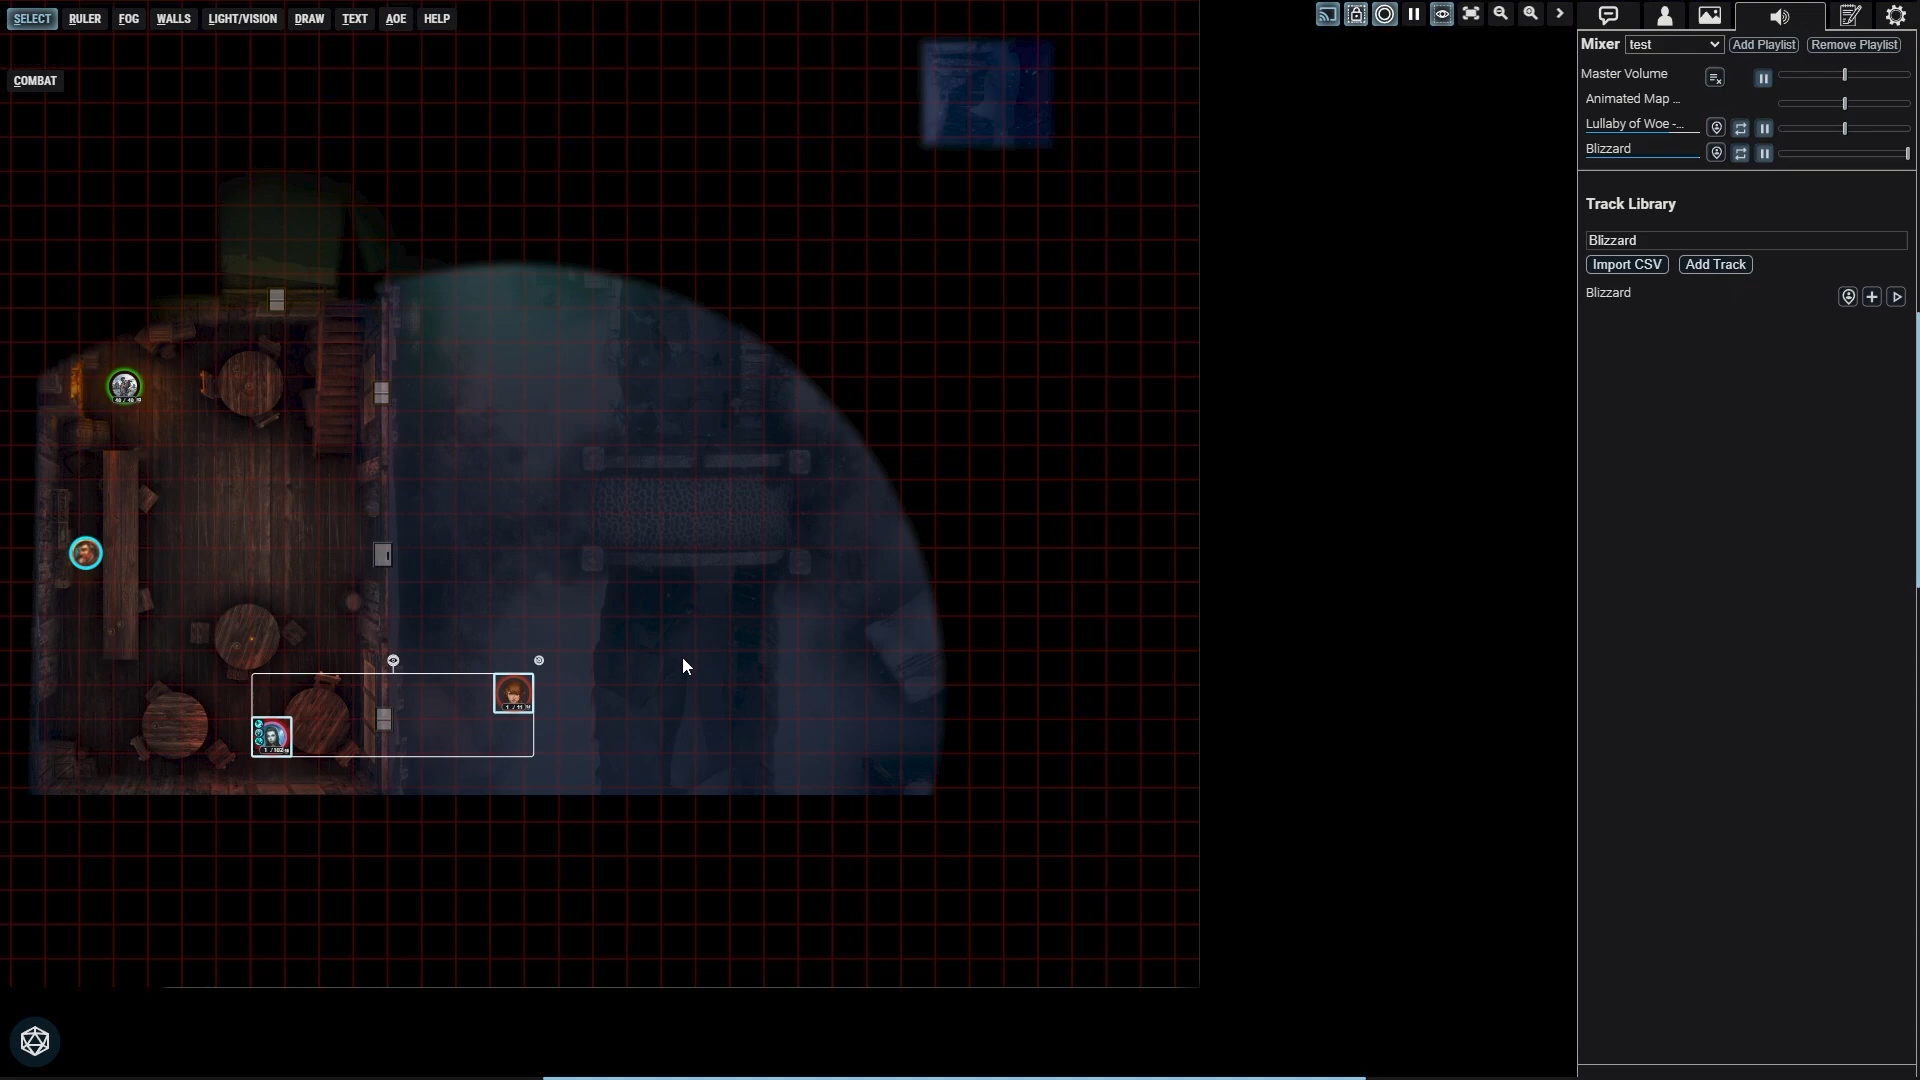 SELECT RULER FOG WALLS LIGHT/VISION DRAW TEXT AOE HELP
COMBAT
Mixer test Add Playlist Remove Playlist
Master Volume
Animated Map ...
Lullaby of Woe -...
Blizzard
Track Library
Blizzard
Import CSV Add Track
Blizzard